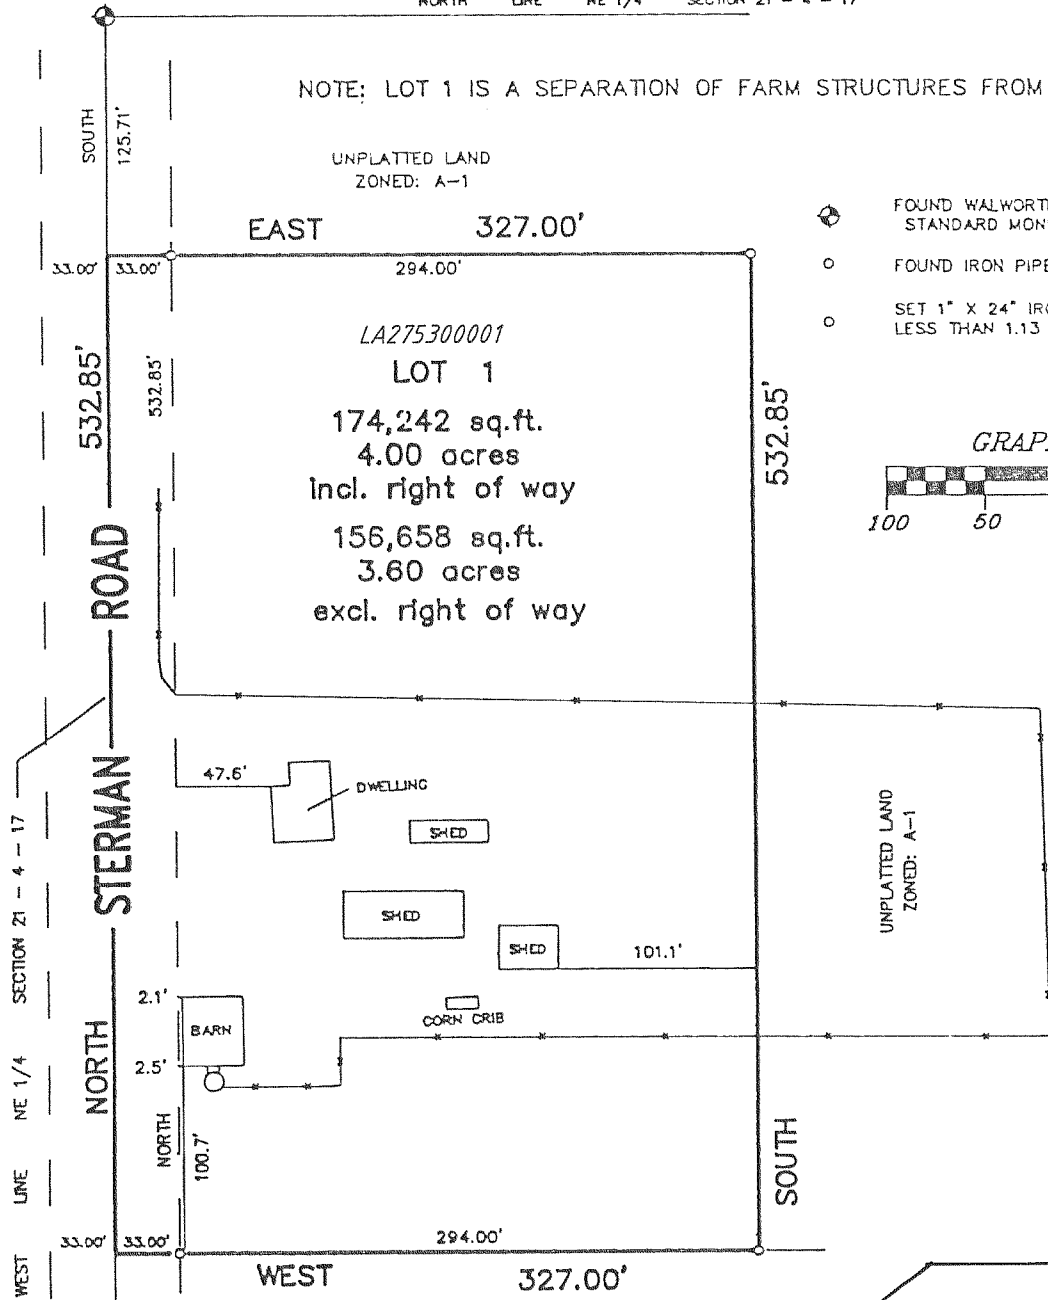 NORTH LINE NE 1/4 SECTION 21 - 4 - 17
NOTE: LOT 1 IS A SEPARATION OF FARM STRUCTURES FROM
SOUTH
125.71'
UNPLATTED LAND
ZONED: A-1
EAST 327.00'
33.00' 33.00'
294.00'
FOUND
STANDARD
FOUND IRON PIPE
SET 1" X 24"
LESS THAN 1.13
LA275300001
LOT 1
174,242 sq.ft.
4.00 acres
incl. right of way
156,658 sq.ft.
3.60 acres
excl. right of way
532.85'
532.85'
532.85'
100 50
STERMAN ROAD
47.6'
DWELLING
SHED
SHED
SHED
101.1'
UNPLATTED LAND
ZONED: A-1
2.1'
BARN
2.5'
CORN CRIB
NORTH
NORTH
100.7'
SOUTH
WEST LINE NE 1/4 SECTION 21 - 4 - 17
33.00' 33.00'
294.00'
WEST 327.00'